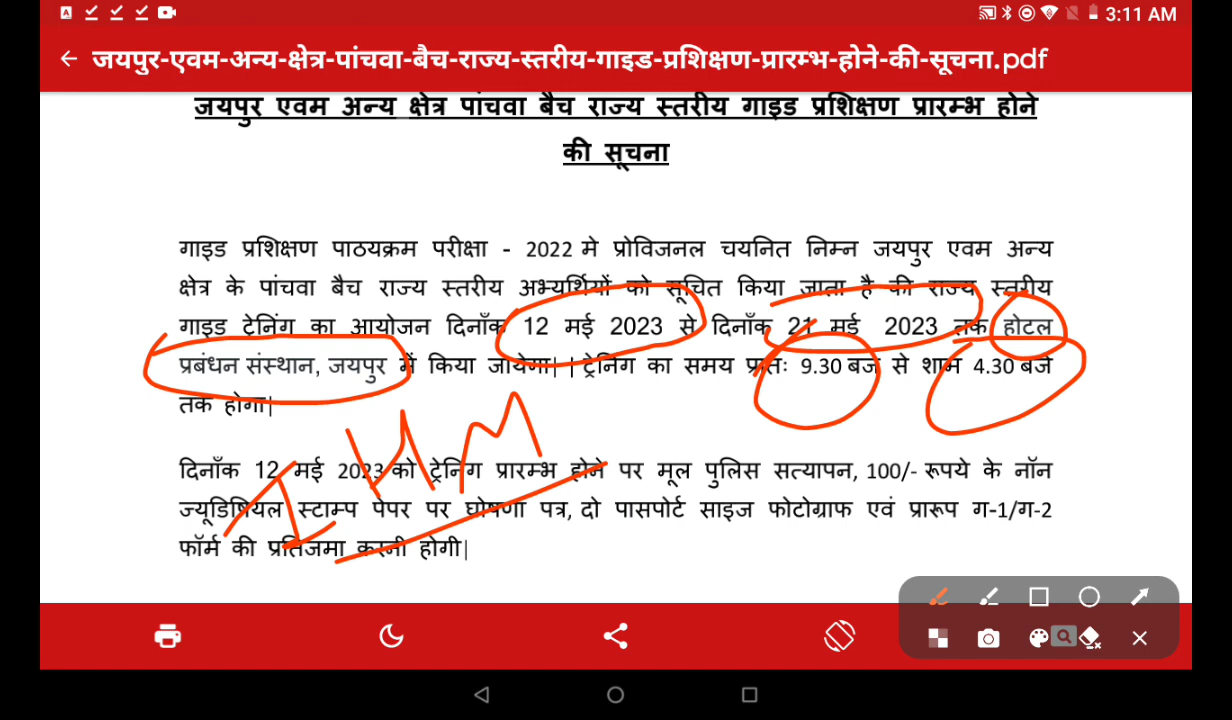 3:11 AM
जयपुर-एवम-अन्य-क्षेत्र-पांचवा-बैच-राज्य-स्तरीय-गाइड-प्रशिक्षण-प्रारम्भ-होने-की-सूचना.pdf
जयपुर एवम अन्य क्षेत्र पांचवा बैच राज्य स्तरीय गाइड प्रशिक्षण प्रारम्भ होने
की सूचना
गाइड प्रशिक्षण पाठयक्रम परीक्षा - 2022 मे प्रोविजनल चयनित निम्न जयपुर एवम अन्य
क्षेत्र के पांचवा बैच राज्य स्तरीय अभ्यर्थियों को सूचित किया जाता है की राज्य स्तरीय
गाइड ट्रेनिंग का आयोजन दिनाँक 12 मई 2023 से दिनाँक 21 मई 2023 तक होटल
प्रबंधन संस्थान, जयपुर में किया जायेगा| | ट्रेनिंग का समय प्रातः 9.30 बजे से शाम 4.30 बजे
तक होगा|
IHM
दिनाँक 12 मई 2023 को ट्रेनिंग प्रारम्भ होने पर मूल पुलिस सत्यापन, 100/- रूपये के नॉन
ज्यूडिषियल स्टाम्प पेपर पर घोषणा पत्र, दो पासपोर्ट साइज फोटोग्राफ एवं प्रारूप ग-1/ग-2
फॉर्म की प्रतिजमा करनी होगी|